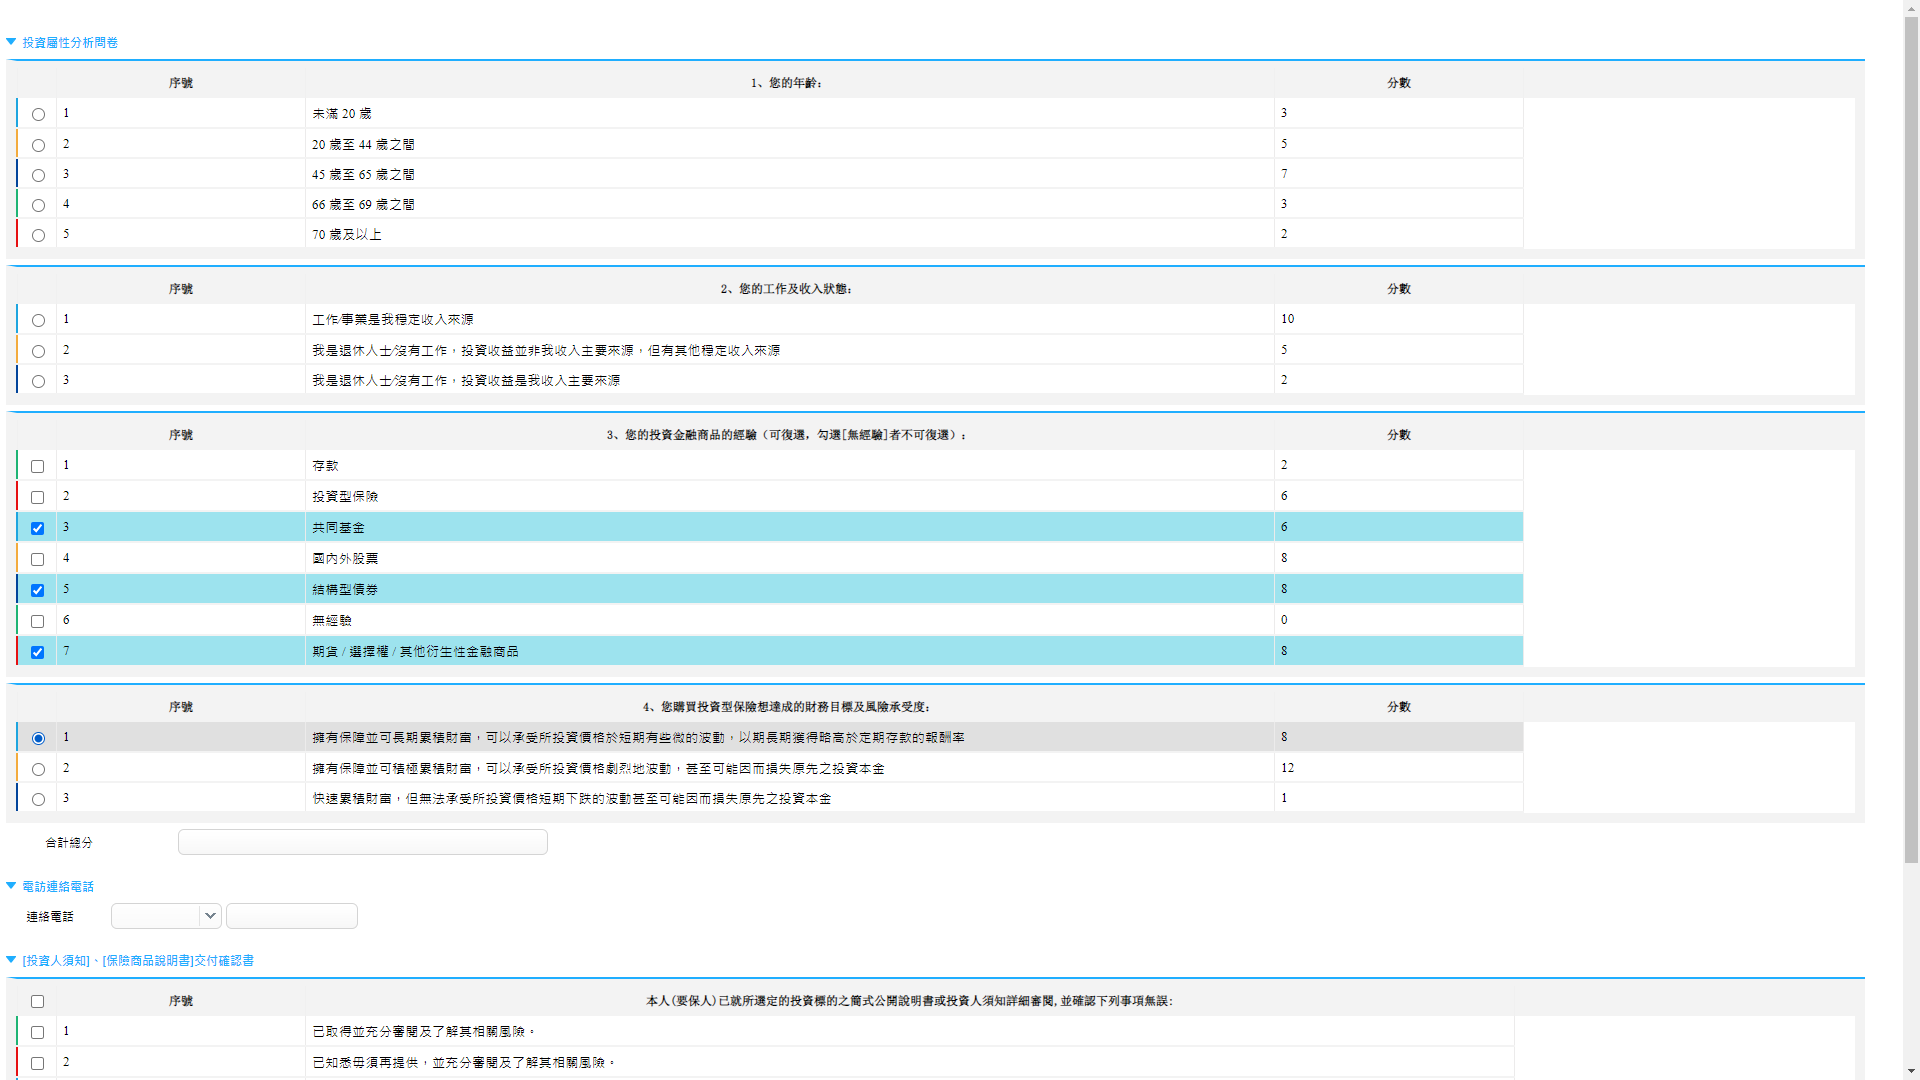 投資屬性分析問卷
序號 1、您的年齡: 分數
1 未滿 20 歲 3
2 20 歲至 44 歲之間 5
3 45 歲至 65 歲之間 7
4 66 歲至 69 歲之間 3
5 70 歲及以上 2
序號 2、您的工作及收入狀態: 分數
1 工作/事業是我穩定收入來源 10
2 我是退休人士/沒有工作，投資收益並非我收入主要來源，但有其他穩定收入來源 5
3 我是退休人士/沒有工作，投資收益是我收入主要來源 2
序號 3、您的投資金融商品的經驗（可復選，勾選[無經驗]者不可復選）: 分數
1 存款 2
2 投資型保險 6
3 共同基金 6
4 國內外股票 8
5 結構型債券 8
6 無經驗 0
7 期貨 / 選擇權 / 其他衍生性金融商品 8
序號 4、您購買投資型保險想達成的財務目標及風險承受度: 分數
1 擁有保障並可長期累積財富，可以承受所投資價格於短期有些微的波動，以期長期獲得略高於定期存款的報酬率 8
2 擁有保障並可積極累積財富，可以承受所投資價格劇烈地波動，甚至可能因而損失原先之投資本金 12
3 快速累積財富，但無法承受所投資價格短期下跌的波動甚至可能因而損失原先之投資本金 1
合計總分
電訪連絡電話
連絡電話
[投資人須知]、[保險商品說明書]交付確認書
序號 本人(要保人)已就所選定的投資標的之簡式公開說明書或投資人須知詳細審閱,並確認下列事項無誤:
1 已取得並充分審閱及了解其相關風險。
2 已知悉毋須再提供，並充分審閱及了解其相關風險。